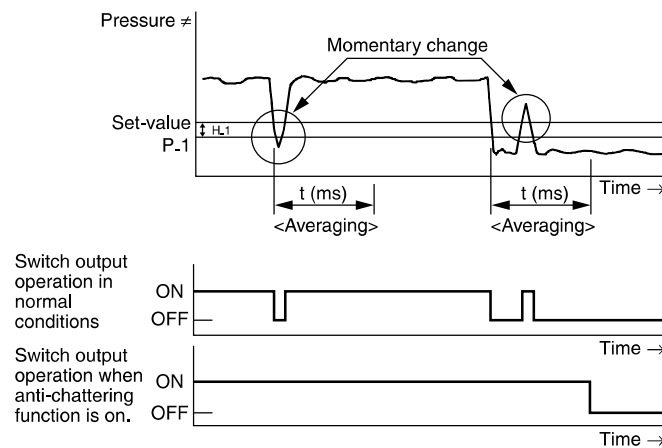 Pressure ≠
Momentary change
Set-value
H_1
P_1
Time →
t (ms)
t (ms)
<Averaging>
<Averaging>
Switch output
operation in
normal
conditions
ON
OFF
Time →
Switch output
operation when
anti-chattering
function is on.
ON
OFF
Time →